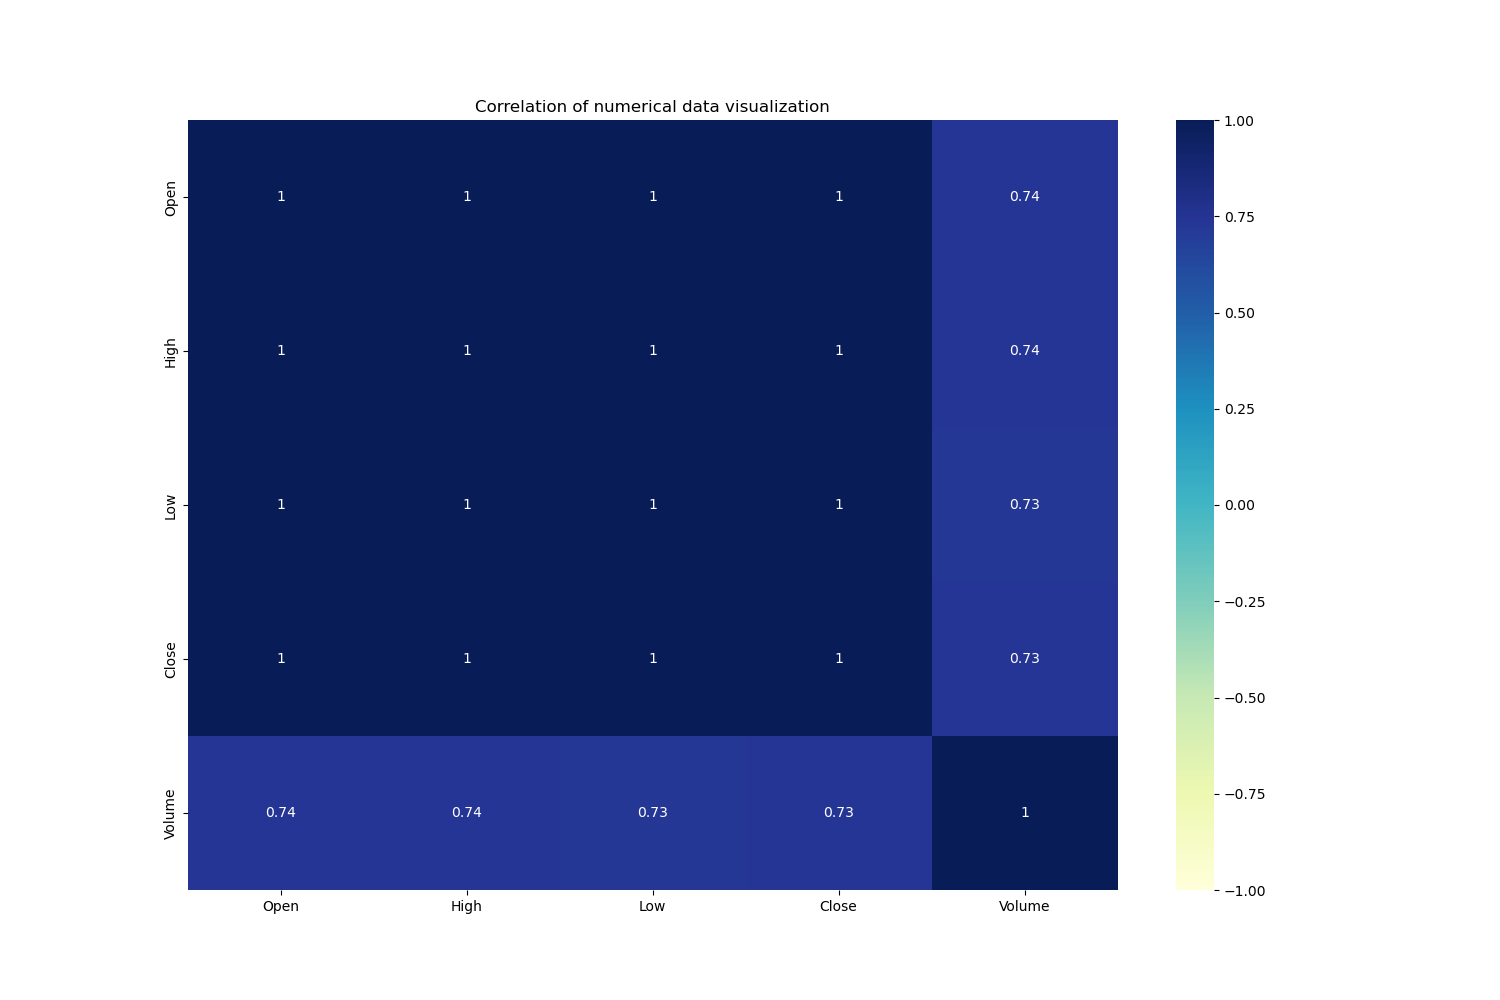 Correlation of numerical data visualization
Open 1 1 1 1 0.74
High 1 1 1 1 0.74
Low 1 1 1 1 0.73
Close 1 1 1 1 0.73
Volume 0.74 0.74 0.73 0.73 1
Open High Low Close Volume
1.00
0.75
0.50
0.25
0.00
−0.25
−0.50
−0.75
−1.00